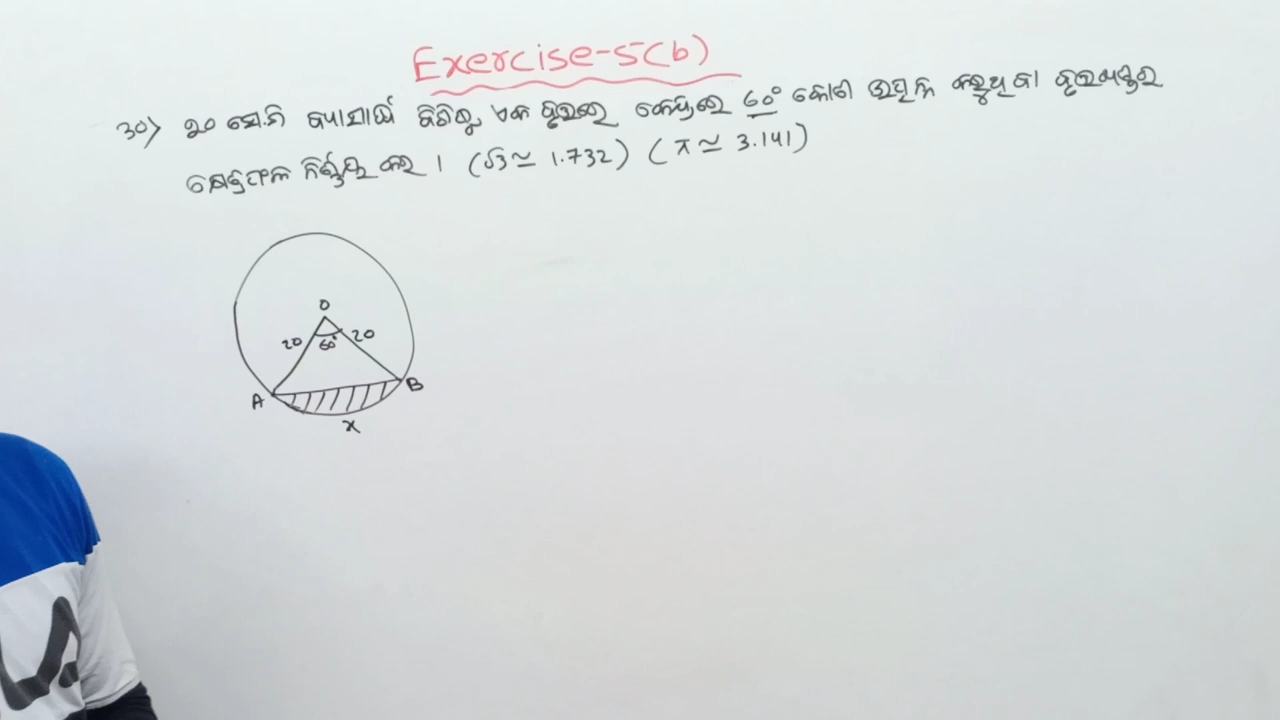 Exercise-5(b)
30) ୨୦ ସେ.ମି ବ୍ୟାସାର୍ଦ୍ଧ ବିଶିଷ୍ଟ ଏକ ବୃତ୍ତରେ କେନ୍ଦ୍ରରେ 60° କୋଣ ଉତ୍ପନ୍ନ କରୁଥିବା ବୃତ୍ତଖଣ୍ଡର
କ୍ଷେତ୍ରଫଳ ନିର୍ଣ୍ଣୟ କର । (√3 ≃ 1.732) (π ≃ 3.141)
O
20 60° 20
A B
x